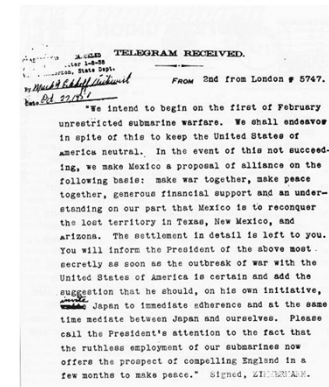 TELEGRAM RECEIVED.
letter 1-8-58
State Dept.
By
FROM 2nd from London # 5747.
"We intend to begin on the first of February
unrestricted submarine warfare. We shall endeavor
in spite of this to keep the United States of
america neutral. In the event of this not succeed-
ing, we make Mexico a proposal of alliance on the
following basis: make war together, make peace
together, generous financial support and an under-
standing on our part that Mexico is to reconquer
the lost territory in Texas, New Mexico, and
arizona. The settlement in detail is left to you.
You will inform the President of the above most
secretly as soon as the outbreak of war with the
United States of America is certain and add the
suggestion that he should, on his own initiative,
invite
Japan to immediate adherence and at the same
time mediate between Japan and ourselves. Please
call the President's attention to the fact that
the ruthless employment of our submarines now
offers the prospect of compelling England in a
few months to make peace." Signed, ZIMMERMANN.